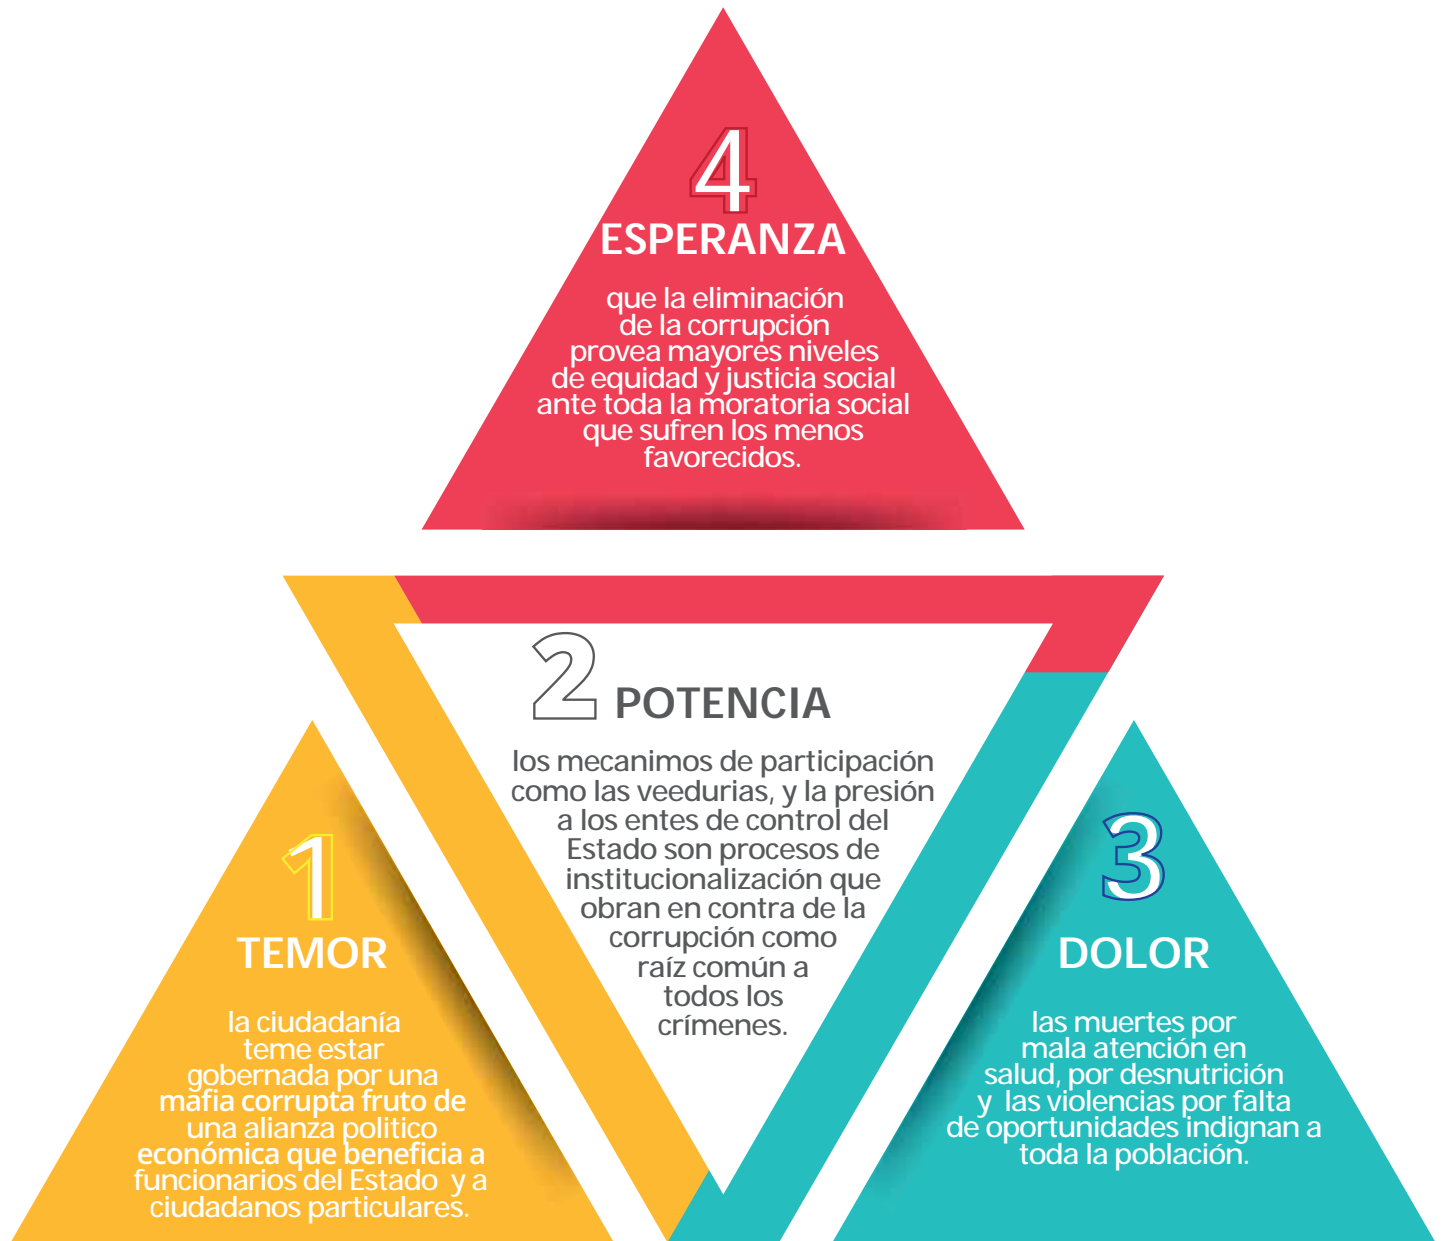 4
ESPERANZA
que la eliminación
de la corrupción
provea mayores niveles
de equidad y justicia social
ante toda la moratoria social
que sufren los menos
favorecidos.
2 POTENCIA
los mecanimos de participación
como las veedurias, y la presión
a los entes de control del
Estado son procesos de
institucionalización que
obran en contra de la
corrupción como
raíz común a
todos los
crímenes.
1
TEMOR
la ciudadanía
teme estar
gobernada por una
mafia corrupta fruto de
una alianza politico
económica que beneficia a
funcionarios del Estado y a
ciudadanos particulares.
3
DOLOR
las muertes por
mala atención en
salud, por desnutrición
y las violencias por falta
de oportunidades indignan a
toda la población.